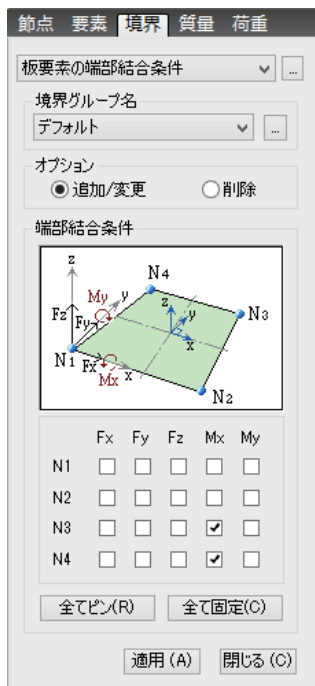 節点 要素 境界 質量 荷重
板要素の端部結合条件 ...
境界グループ名
デフォルト ...
オプション
追加/変更 削除
端部結合条件
z
N4
My y z
Fz Fy y N3
N1 Fx x
Mx x
N2
Fx Fy Fz Mx My
N1
N2
N3
N4
全てピン(R) 全て固定(C)
適用 (A) 閉じる (C)